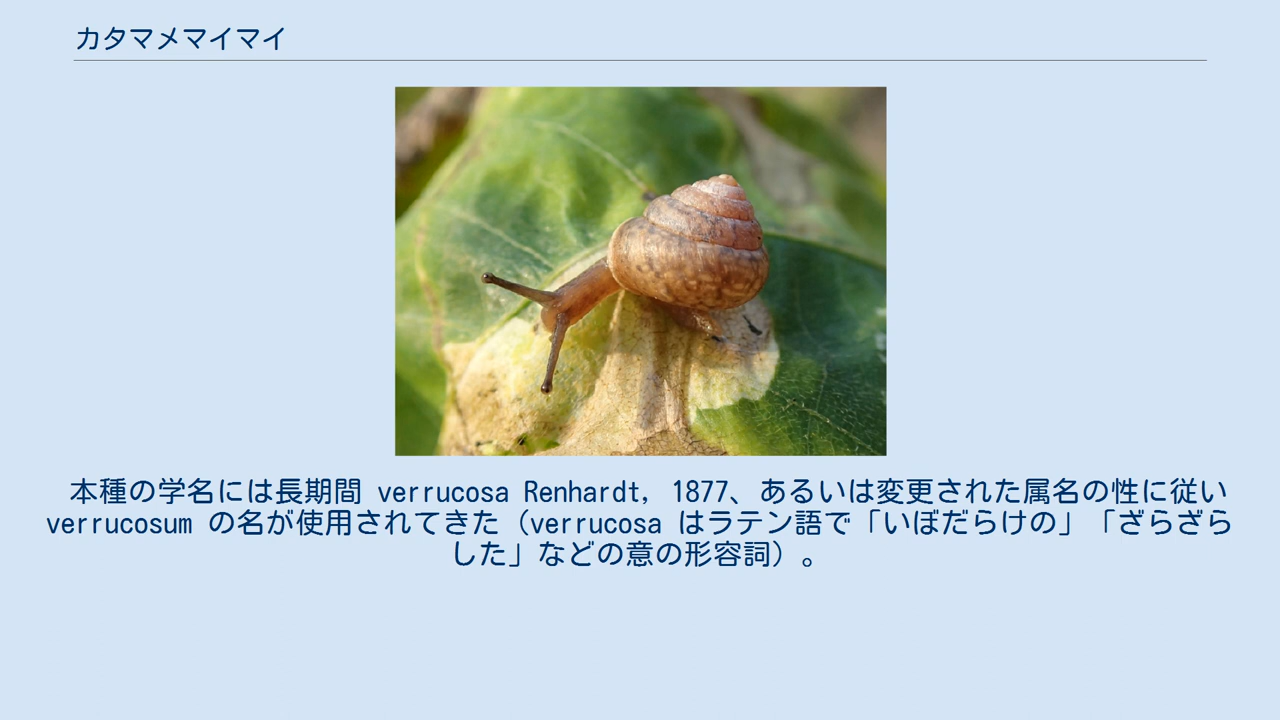 カタマメマイマイ
本種の学名には長期間 verrucosa Renhardt, 1877、あるいは変更された属名の性に従い
verrucosum の名が使用されてきた（verrucosa はラテン語で「いぼだらけの」「ざらざら
した」などの意の形容詞）。